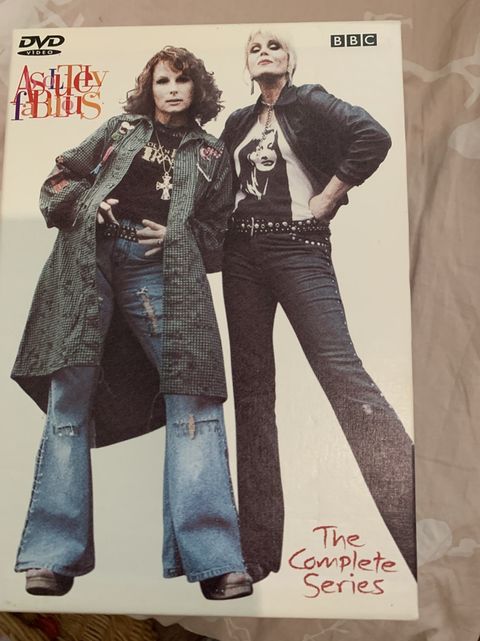 DVD
VIDEO
BBC
AbsoLuTEly
faBUloUS
The
Complete
Series